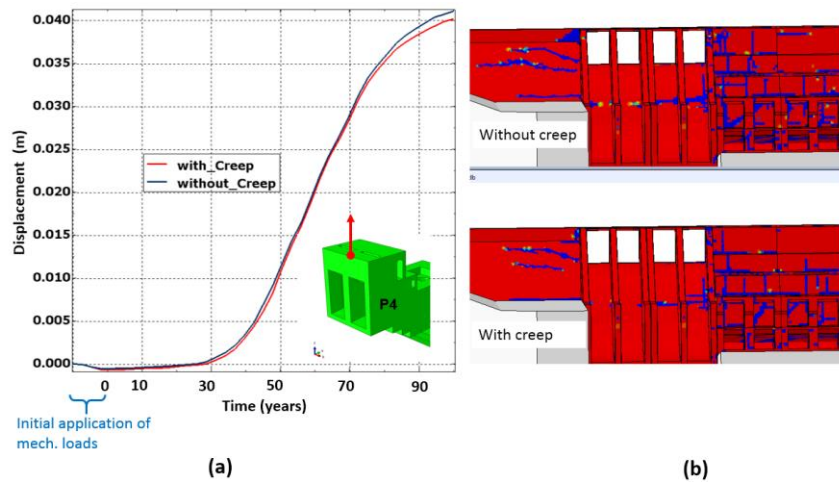 0.040
0.035
0.030
0.025
0.020
0.015
0.010
0.005
0.000
Displacement (m)
with_Creep
without_Creep
P4
0 10 30 50 70 90
Time (years)
Initial application of
mech. loads
(a)
Without creep
With creep
(b)